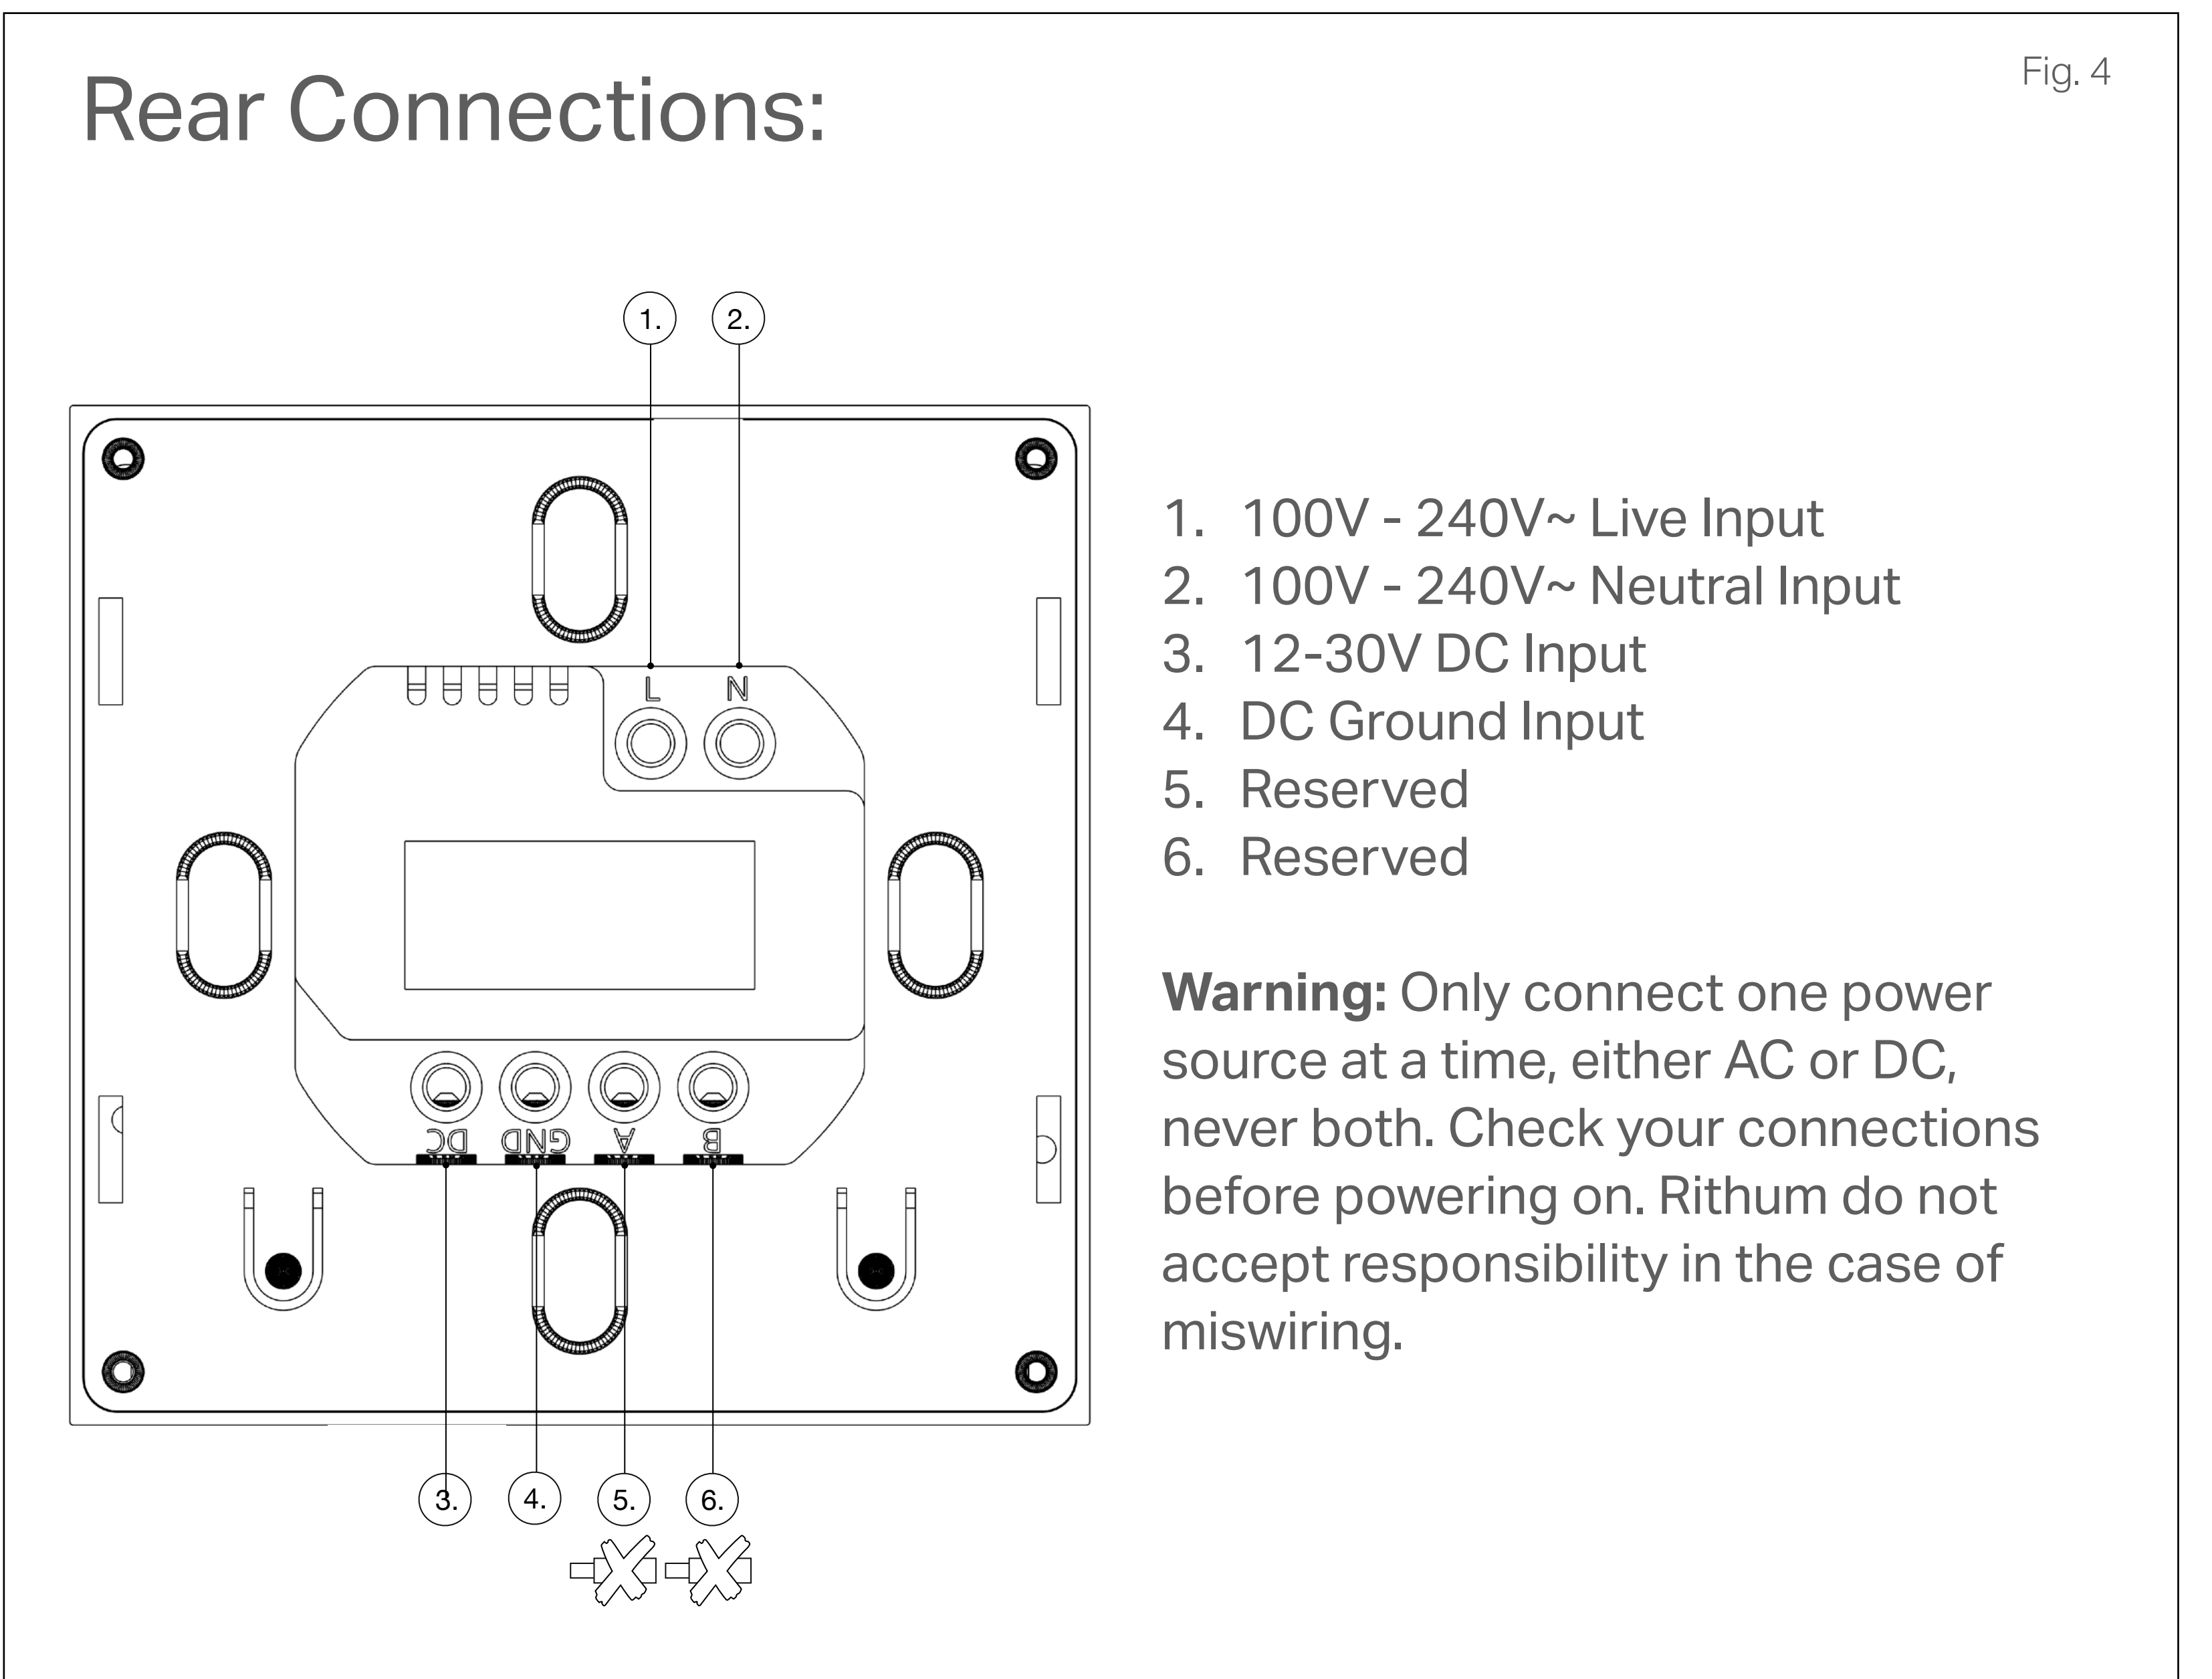 Rear Connections:
Fig. 4
1. 2.
L N
1. 100V - 240V~ Live Input
2. 100V - 240V~ Neutral Input
3. 12-30V DC Input
4. DC Ground Input
5. Reserved
6. Reserved
Warning: Only connect one power
source at a time, either AC or DC,
never both. Check your connections
before powering on. Rithum do not
accept responsibility in the case of
miswiring.
DC GND A B
3. 4. 5. 6.